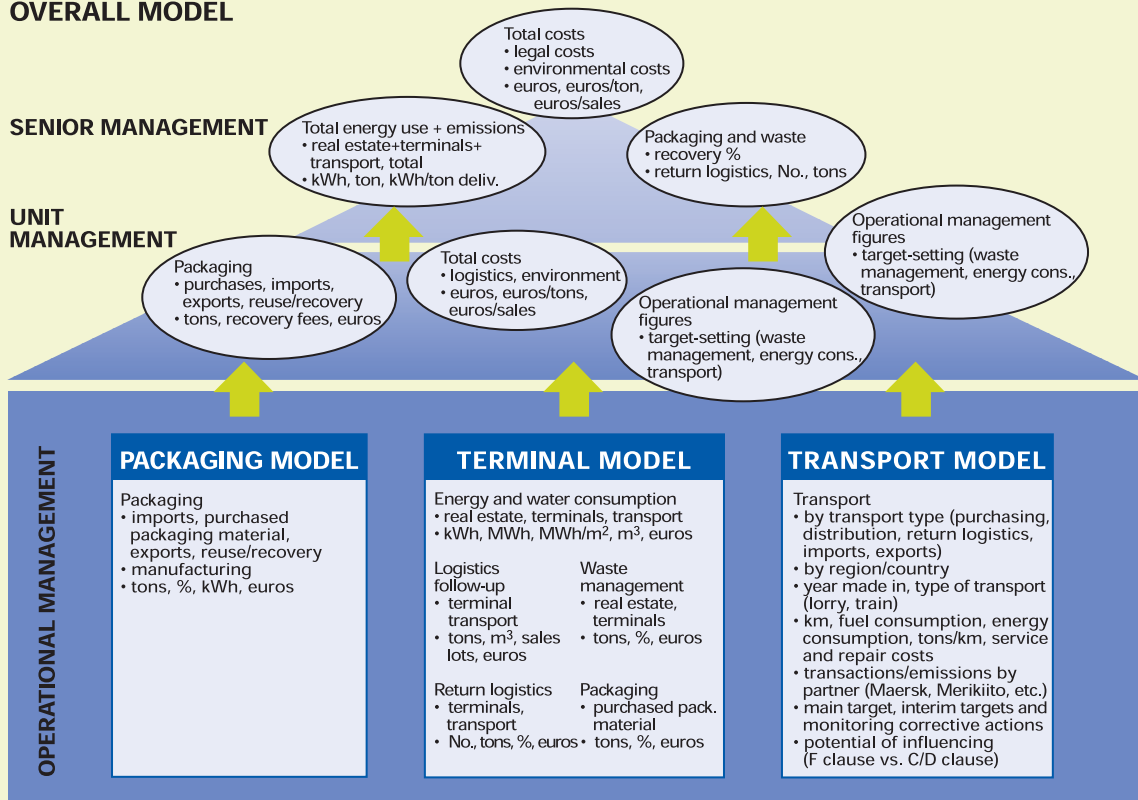 OVERALL MODEL
Total costs
• legal costs
• environmental costs
• euros, euros/ton,
euros/sales
SENIOR MANAGEMENT
Total energy use + emissions
• real estate+terminals+
transport, total
• kWh, ton, kWh/ton deliv.
Packaging and waste
• recovery %
• return logistics, No., tons
UNIT
MANAGEMENT
Packaging
• purchases, imports,
exports, reuse/recovery
• tons, recovery fees, euros
Total costs
• logistics, environment
• euros, euros/tons,
euros/sales
Operational management
figures
• target-setting (waste
management, energy cons.,
transport)
Operational management
figures
• target-setting (waste
management, energy cons.,
transport)
OPERATIONAL MANAGEMENT
PACKAGING MODEL
Packaging
• imports, purchased
packaging material,
exports, reuse/recovery
• manufacturing
• tons, %, kWh, euros
TERMINAL MODEL
Energy and water consumption
• real estate, terminals, transport
• kWh, MWh, MWh/m², m³, euros
Logistics
follow-up
• terminal
transport
• tons, m³, sales
lots, euros
Waste
management
• real estate,
terminals
• tons, %, euros
Return logistics
• terminals,
transport
• No., tons, %, euros
Packaging
• purchased pack.
material
• tons, %, euros
TRANSPORT MODEL
Transport
• by transport type (purchasing,
distribution, return logistics,
imports, exports)
• by region/country
• year made in, type of transport
(lorry, train)
• km, fuel consumption, energy
consumption, tons/km, service
and repair costs
• transactions/emissions by
partner (Maersk, Merikiito, etc.)
• main target, interim targets and
monitoring corrective actions
• potential of influencing
(F clause vs. C/D clause)